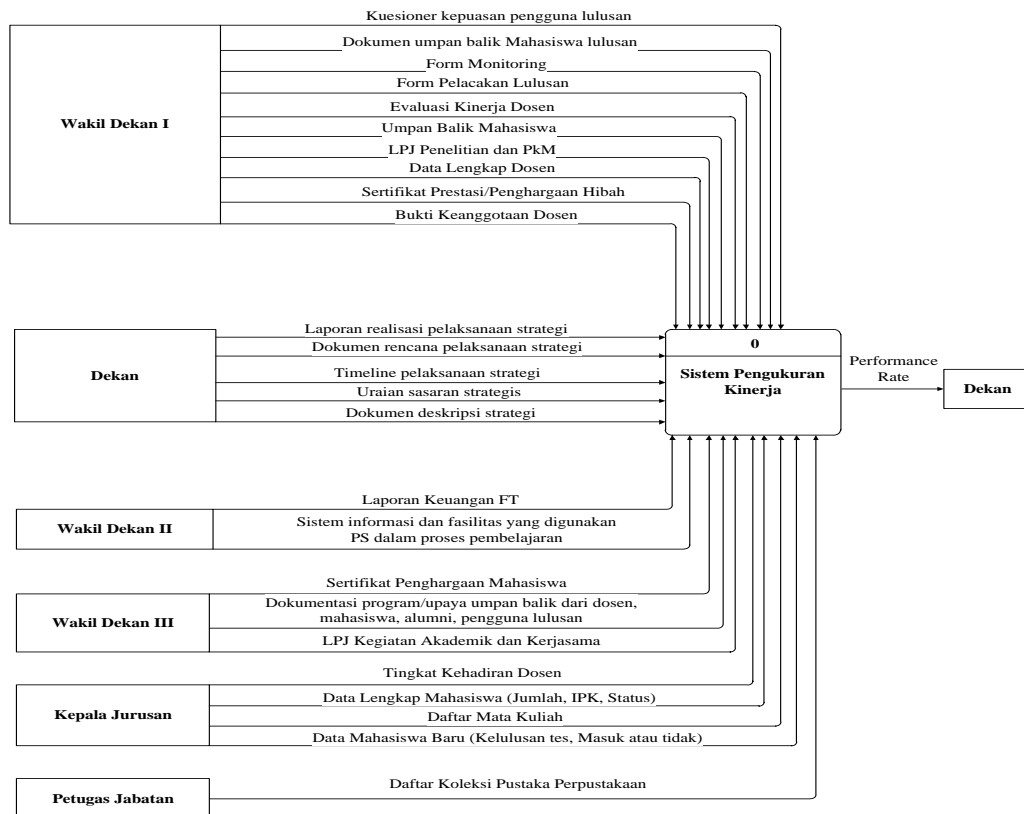 Kuesioner kepuasan pengguna lulusan
Dokumen umpan balik Mahasiswa lulusan
Form Monitoring
Form Pelacakan Lulusan
Wakil Dekan I
Evaluasi Kinerja Dosen
Umpan Balik Mahasiswa
LPJ Penelitian dan PkM
Data Lengkap Dosen
Sertifikat Prestasi/Penghargaan Hibah
Bukti Keanggotaan Dosen
Dekan
Laporan realisasi pelaksanaan strategi
Dokumen rencana pelaksanaan strategi
Timeline pelaksanaan strategi
Uraian sasaran strategis
Dokumen deskripsi strategi
0
Sistem Pengukuran
Kinerja
Performance
Rate
Dekan
Wakil Dekan II
Laporan Keuangan FT
Sistem informasi dan fasilitas yang digunakan
PS dalam proses pembelajaran
Wakil Dekan III
Sertifikat Penghargaan Mahasiswa
Dokumentasi program/upaya umpan balik dari dosen,
mahasiswa, alumni, pengguna lulusan
LPJ Kegiatan Akademik dan Kerjasama
Kepala Jurusan
Tingkat Kehadiran Dosen
Data Lengkap Mahasiswa (Jumlah, IPK, Status)
Daftar Mata Kuliah
Data Mahasiswa Baru (Kelulusan tes, Masuk atau tidak)
Petugas Jabatan
Daftar Koleksi Pustaka Perpustakaan